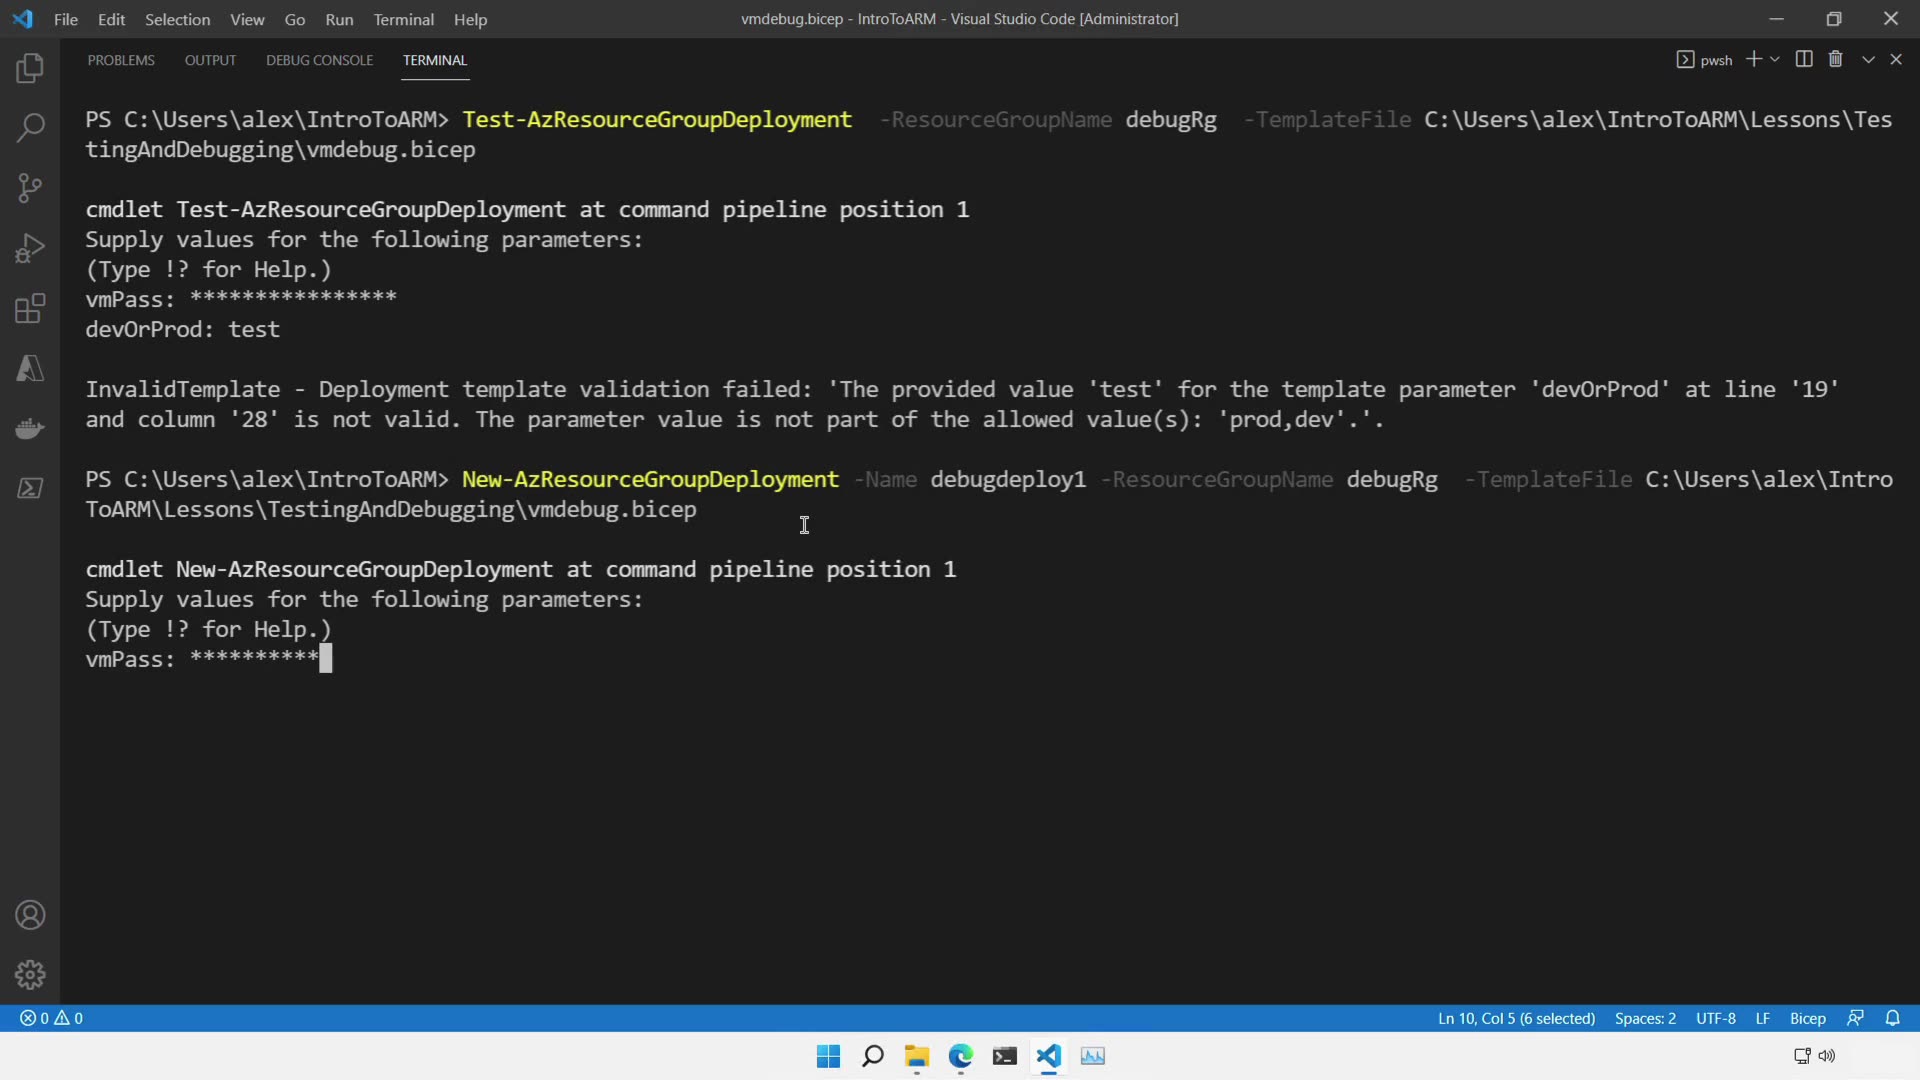 File Edit Selection View Go Run Terminal Help
vmdebug.bicep - IntroToARM - Visual Studio Code [Administrator]
PROBLEMS OUTPUT DEBUG CONSOLE TERMINAL
pwsh
PS C:\Users\alex\IntroToARM> Test-AzResourceGroupDeployment  -ResourceGroupName debugRg  -TemplateFile C:\Users\alex\IntroToARM\Lessons\Tes
tingAndDebugging\vmdebug.bicep
cmdlet Test-AzResourceGroupDeployment at command pipeline position 1
Supply values for the following parameters:
(Type !? for Help.)
vmPass: ****************
devOrProd: test
InvalidTemplate - Deployment template validation failed: 'The provided value 'test' for the template parameter 'devOrProd' at line '19'
and column '28' is not valid. The parameter value is not part of the allowed value(s): 'prod,dev'.'.
PS C:\Users\alex\IntroToARM> New-AzResourceGroupDeployment -Name debugdeploy1 -ResourceGroupName debugRg  -TemplateFile C:\Users\alex\Intro
ToARM\Lessons\TestingAndDebugging\vmdebug.bicep
cmdlet New-AzResourceGroupDeployment at command pipeline position 1
Supply values for the following parameters:
(Type !? for Help.)
vmPass: **********
0 0
Ln 10, Col 5 (6 selected) Spaces: 2 UTF-8 LF Bicep